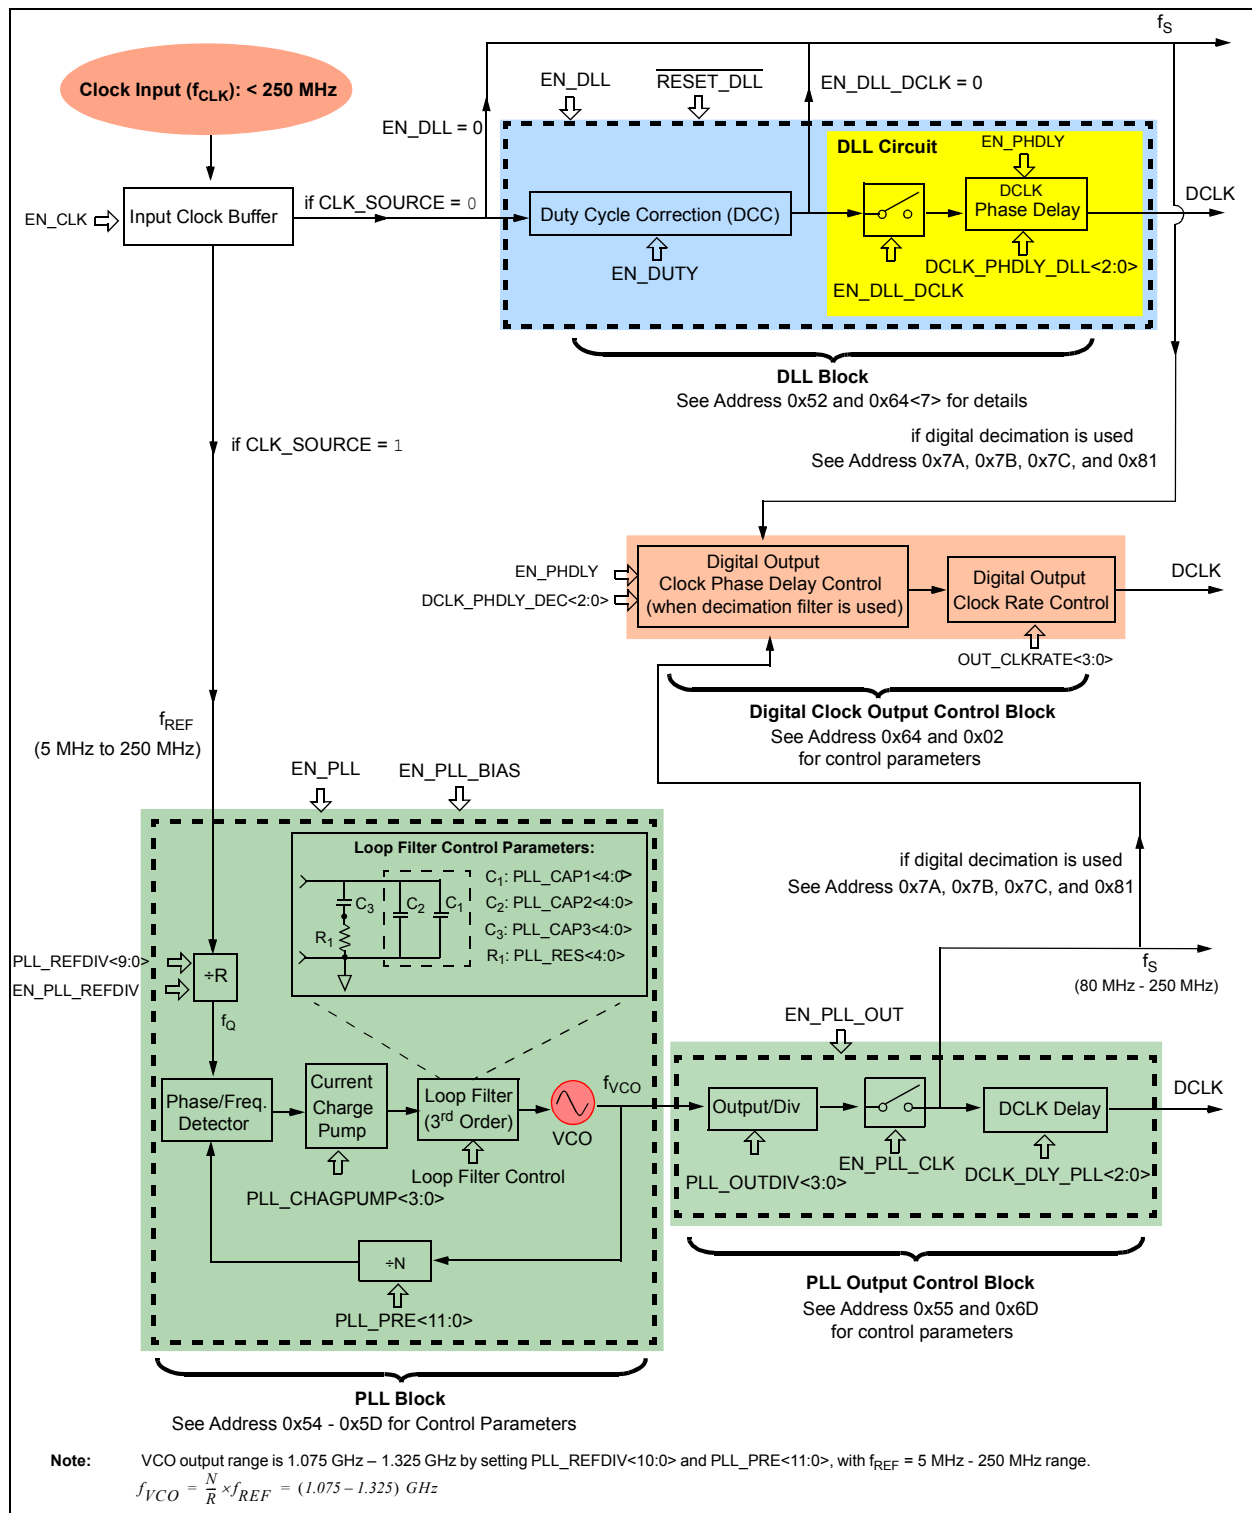 Clock Input (fCLK): < 250 MHz
fS
EN_DLL
RESET_DLL
EN_DLL_DCLK = 0
EN_DLL = 0
DLL Circuit
EN_PHDLY
EN_CLK
Input Clock Buffer
if CLK_SOURCE = 0
Duty Cycle Correction (DCC)
DCLK
Phase Delay
DCLK
EN_DUTY
DCLK_PHDLY_DLL<2:0>
EN_DLL_DCLK
DLL Block
See Address 0x52 and 0x64<7> for details
if CLK_SOURCE = 1
if digital decimation is used
See Address 0x7A, 0x7B, 0x7C, and 0x81
EN_PHDLY
DCLK_PHDLY_DEC<2:0>
Digital Output
Clock Phase Delay Control
(when decimation filter is used)
Digital Output
Clock Rate Control
DCLK
OUT_CLKRATE<3:0>
Digital Clock Output Control Block
See Address 0x64 and 0x02
for control parameters
fREF
(5 MHz to 250 MHz)
EN_PLL
EN_PLL_BIAS
Loop Filter Control Parameters:
C1: PLL_CAP1<4:0>
C2: PLL_CAP2<4:0>
C3: PLL_CAP3<4:0>
R1: PLL_RES<4:0>
C3
C2
C1
R1
if digital decimation is used
See Address 0x7A, 0x7B, 0x7C, and 0x81
PLL_REFDIV<9:0>
EN_PLL_REFDIV
÷R
fQ
fS
(80 MHz - 250 MHz)
EN_PLL_OUT
Phase/Freq.
Detector
Current
Charge
Pump
Loop Filter
(3rd Order)
fVCO
VCO
Output/Div
DCLK Delay
DCLK
Loop Filter Control
PLL_CHAGPUMP<3:0>
EN_PLL_CLK
PLL_OUTDIV<3:0>
DCLK_DLY_PLL<2:0>
÷N
PLL_PRE<11:0>
PLL Output Control Block
See Address 0x55 and 0x6D
for control parameters
PLL Block
See Address 0x54 - 0x5D for Control Parameters
Note: VCO output range is 1.075 GHz – 1.325 GHz by setting PLL_REFDIV<10:0> and PLL_PRE<11:0>, with fREF = 5 MHz - 250 MHz range.
fVCO = N/R × fREF = (1.075 – 1.325) GHz